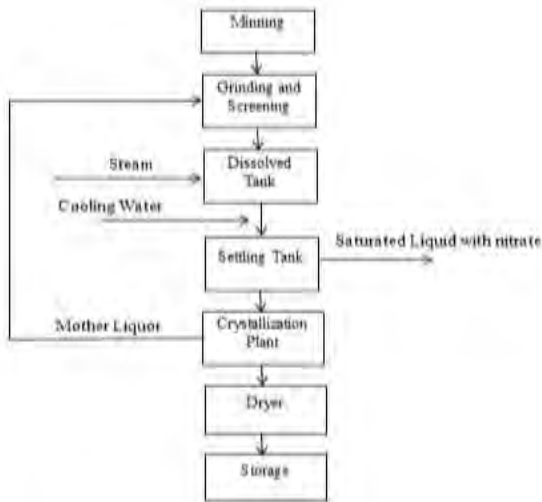 Minning
Grinding and
Screening
Steam
Dissolved
Tank
Cooling Water
Saturated Liquid with nitrate
Settling Tank
Mother Liquor
Crystallization
Plant
Dryer
Storage